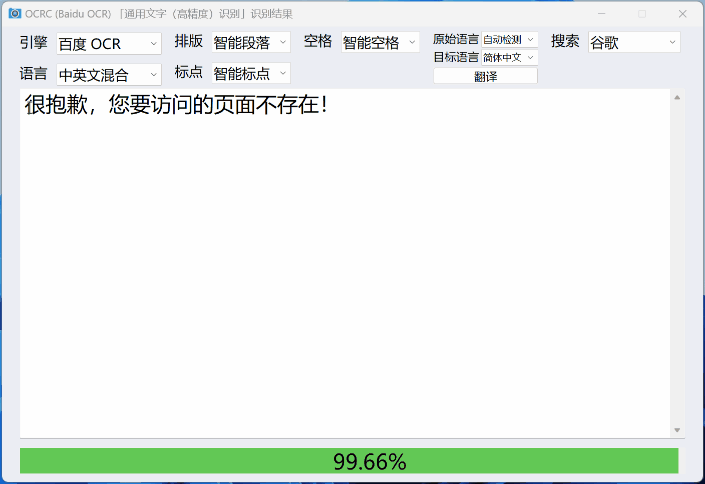 OCRC (Baidu OCR) 「通用文字（高精度）识别」识别结果
引擎 百度 OCR 排版 智能段落 空格 智能空格 原始语言 自动检测 搜索 谷歌
目标语言 简体中文
语言 中英文混合 标点 智能标点 翻译
很抱歉，您要访问的页面不存在！
99.66%